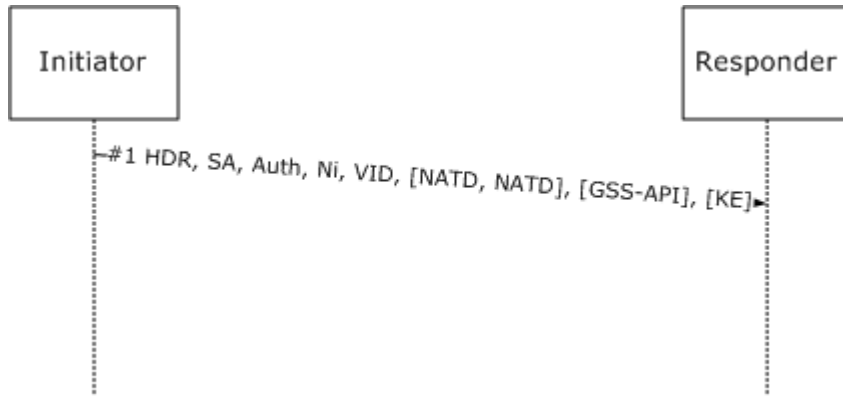 Initiator
Responder
#1 HDR, SA, Auth, Ni, VID, [NATD, NATD], [GSS-API], [KE]